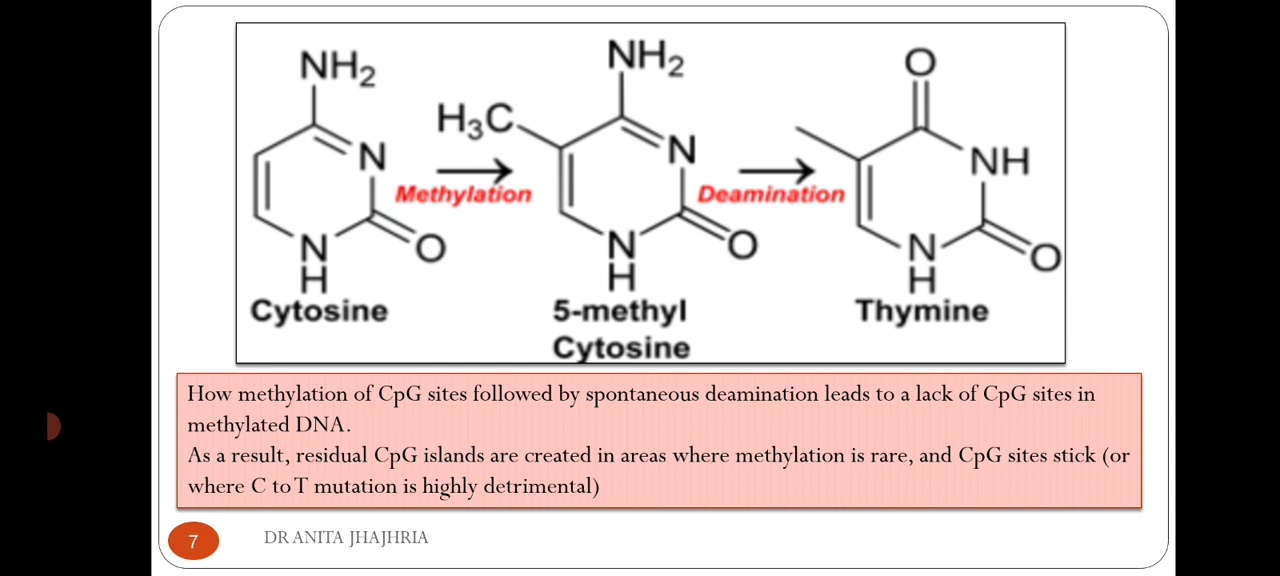 NH₂
N
O
N
H
Cytosine
Methylation
NH₂
H₃C
N
O
N
H
5-methyl
Cytosine
Deamination
O
NH
O
N
H
Thymine
How methylation of CpG sites followed by spontaneous deamination leads to a lack of CpG sites in
methylated DNA.
As a result, residual CpG islands are created in areas where methylation is rare, and CpG sites stick (or
where C to T mutation is highly detrimental)
7
DR ANITA JHAJHRIA